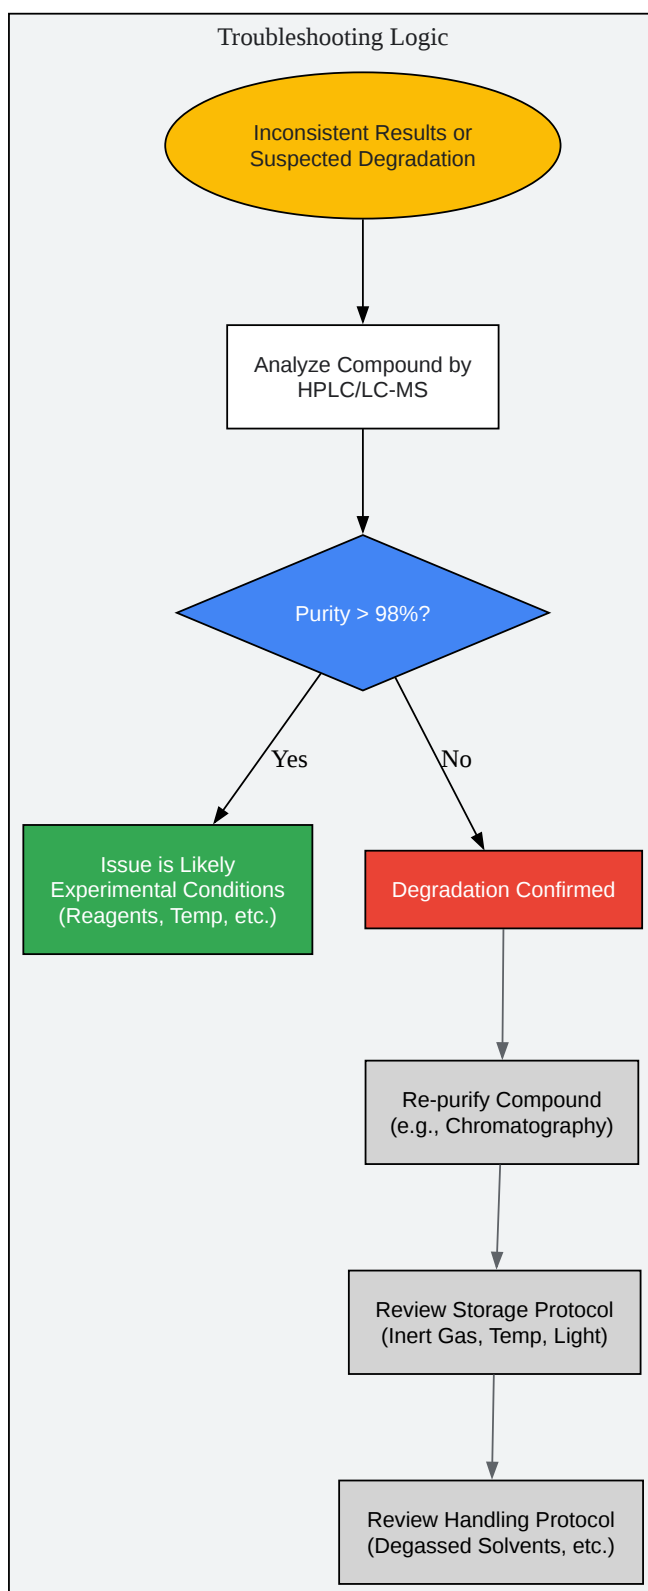 Troubleshooting Logic
Inconsistent Results or
Suspected Degradation
Analyze Compound by
HPLC/LC-MS
Purity > 98%?
Yes
No
Issue is Likely
Experimental Conditions
(Reagents, Temp, etc.)
Degradation Confirmed
Re-purify Compound
(e.g., Chromatography)
Review Storage Protocol
(Inert Gas, Temp, Light)
Review Handling Protocol
(Degassed Solvents, etc.)